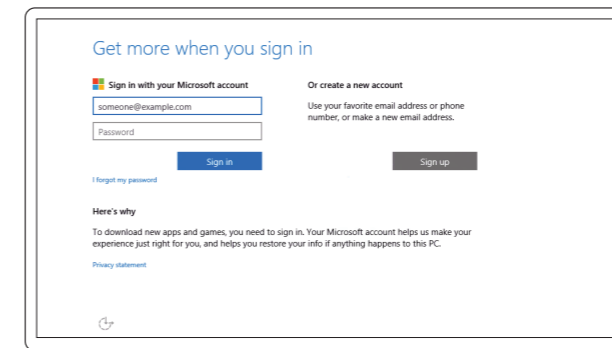 Get more when you sign in
Sign in with your Microsoft account
someone@example.com
Password
Sign in
I forgot my password
Or create a new account
Use your favorite email address or phone
number, or make a new email address.
Sign up
Here's why
To download new apps and games, you need to sign in. Your Microsoft account helps us make your
experience just right for you, and helps you restore your info if anything happens to this PC.
Privacy statement